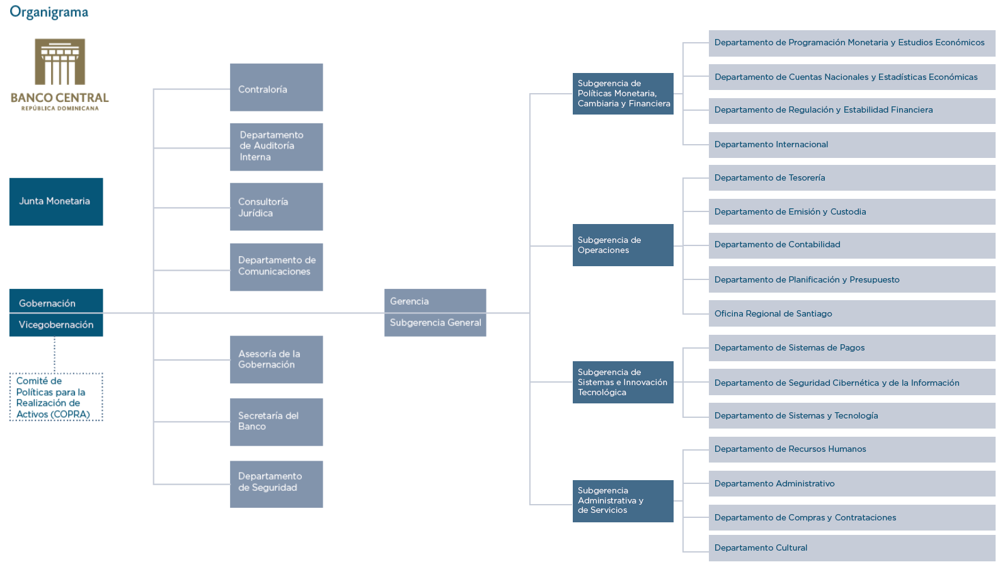 Organigrama
BANCO CENTRAL
REPÚBLICA DOMINICANA
Junta Monetaria
Gobernación
Vicegobernación
Comité de
Políticas para la
Realización de
Activos (COPRA)
Contraloría
Departamento
de Auditoría
Interna
Consultoría
Jurídica
Departamento de
Comunicaciones
Asesoría de la
Gobernación
Secretaría del
Banco
Departamento
de Seguridad
Gerencia
Subgerencia General
Subgerencia de
Políticas Monetaria,
Cambiaria y Financiera
Departamento de Programación Monetaria y Estudios Económicos
Departamento de Cuentas Nacionales y Estadísticas Económicas
Departamento de Regulación y Estabilidad Financiera
Departamento Internacional
Subgerencia de
Operaciones
Departamento de Tesorería
Departamento de Emisión y Custodia
Departamento de Contabilidad
Departamento de Planificación y Presupuesto
Oficina Regional de Santiago
Subgerencia de
Sistemas e Innovación
Tecnológica
Departamento de Sistemas de Pagos
Departamento de Seguridad Cibernética y de la Información
Departamento de Sistemas y Tecnología
Subgerencia
Administrativa y
de Servicios
Departamento de Recursos Humanos
Departamento Administrativo
Departamento de Compras y Contrataciones
Departamento Cultural